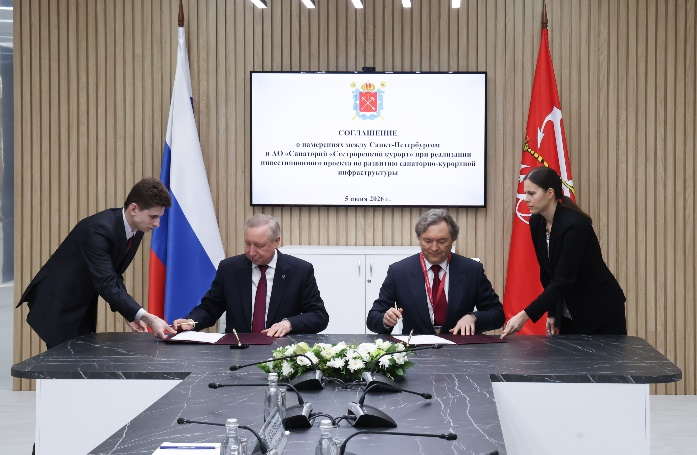 СОГЛАШЕНИЕ
о намерениях между Санкт-Петербургом
и АО «Санаторий «Сестрорецкий курорт» при реализации
инвестиционного проекта по развитию санаторно-курортной
инфраструктуры
5 июня 2026 г.